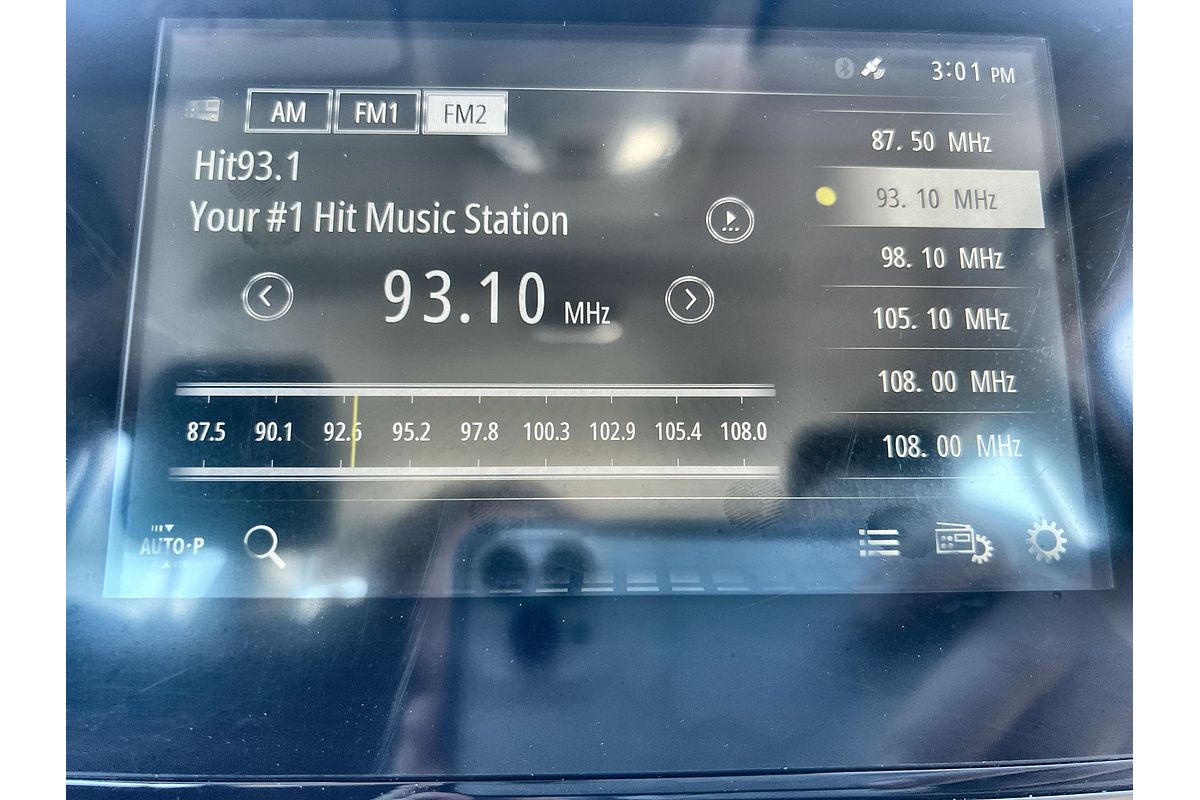 3:01 PM
AM FM1 FM2
87. 50 MHz
Hit93.1
93. 10 MHz
Your #1 Hit Music Station
98. 10 MHz
93.10 MHz
105. 10 MHz
108. 00 MHz
87.5 90.1 92.6 95.2 97.8 100.3 102.9 105.4 108.0
108. 00 MHz
AUTO·P